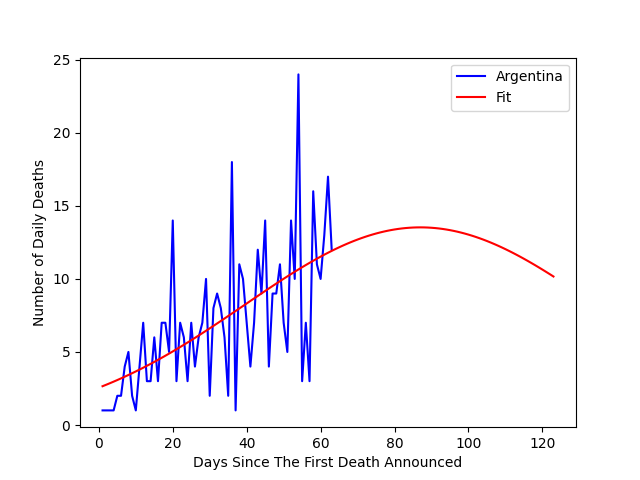 Argentina
Fit
25
20
15
10
5
0
Number of Daily Deaths
0 20 40 60 80 100 120
Days Since The First Death Announced